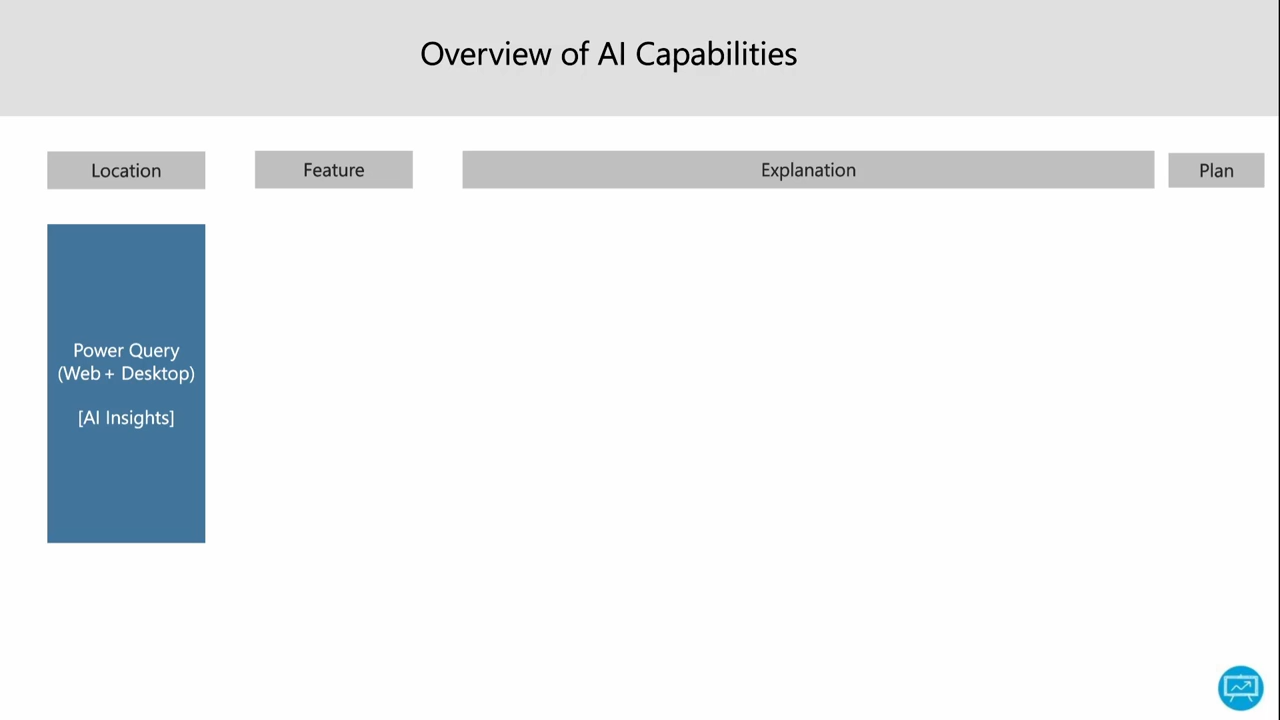 Overview of AI Capabilities
Location
Feature
Explanation
Plan
Power Query
(Web + Desktop)
[AI Insights]